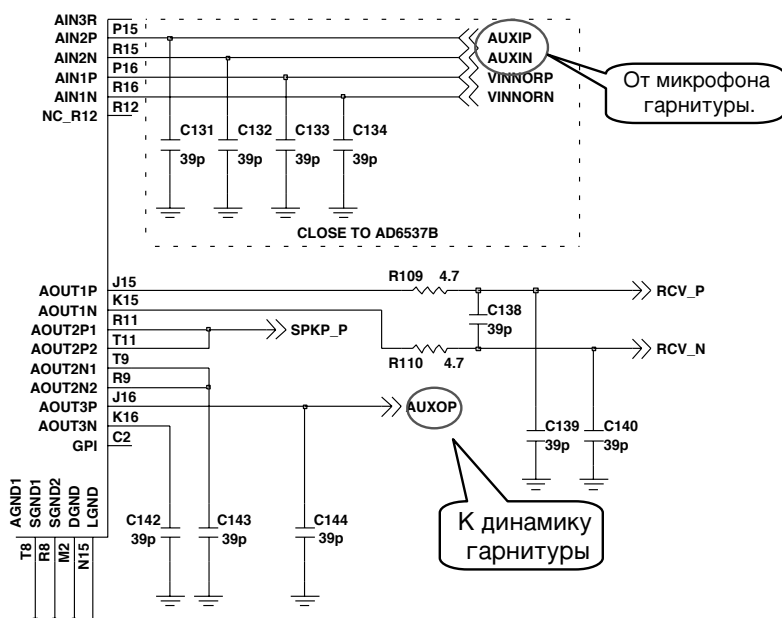 AIN3R
AIN2P P15 AUXIP
AIN2N R15 AUXIN
AIN1P P16 VINNORP
AIN1N R16 VINNORN
NC_R12 R12
От микрофона
гарнитуры.
C131 C132 C133 C134
39p 39p 39p 39p
CLOSE TO AD6537B
AOUT1P J15 R109 4.7 RCV_P
AOUT1N K15
C138
39p
AOUT2P1 R11 SPKP_P
AOUT2P2 T11 RCV_N
R110 4.7
AOUT2N1 T9
AOUT2N2 R9
AOUT3P J16 AUXOP
AOUT3N K16
GPI C2
C139 C140
39p 39p
AGND1
SGND1
SGND2
DGND
LGND
T8
R8
M2
N15
C142 C143 C144
39p 39p 39p
К динамику
гарнитуры